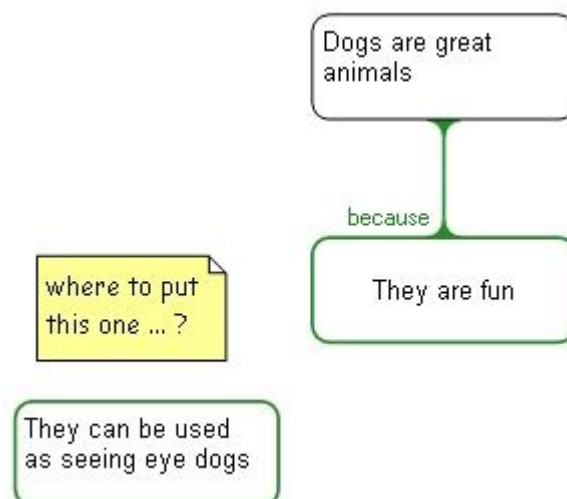 Dogs are great
animals
because
They are fun
where to put
this one ... ?
They can be used
as seeing eye dogs